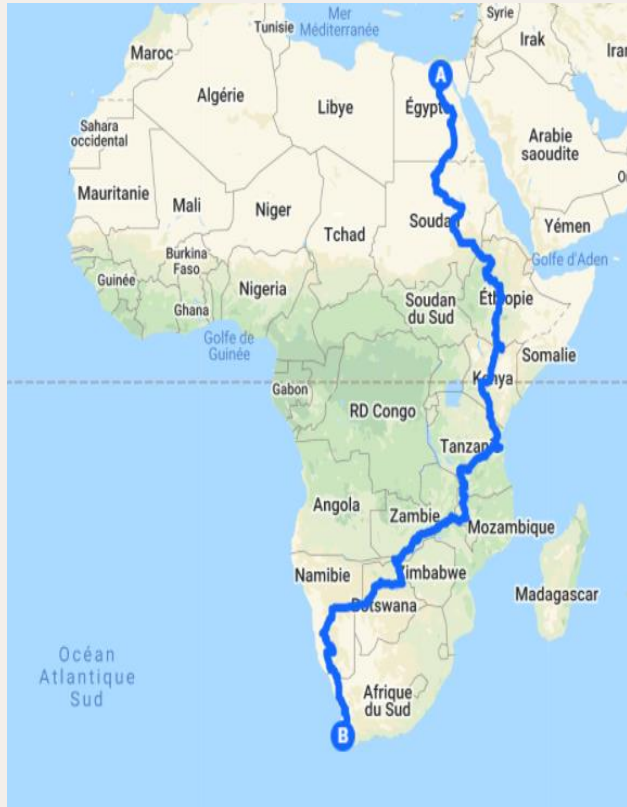 Mer
Méditerranée
Syrie
Tunisie
Maroc
Irak
Iran
A
Algérie
Libye
Égypte
Sahara
occidental
Arabie
saoudite
Mauritanie
Mali
Niger
Soudan
Tchad
Yémen
Burkina
Faso
Golfe d'Aden
Guinée
Nigeria
Soudan
du Sud
Éthiopie
Ghana
Golfe de
Guinée
Somalie
Kenya
Gabon
RD Congo
Tanzani
Angola
Zambie
Mozambique
Namibie
Zimbabwe
Madagascar
Botswana
Océan
Atlantique
Sud
Afrique
du Sud
B